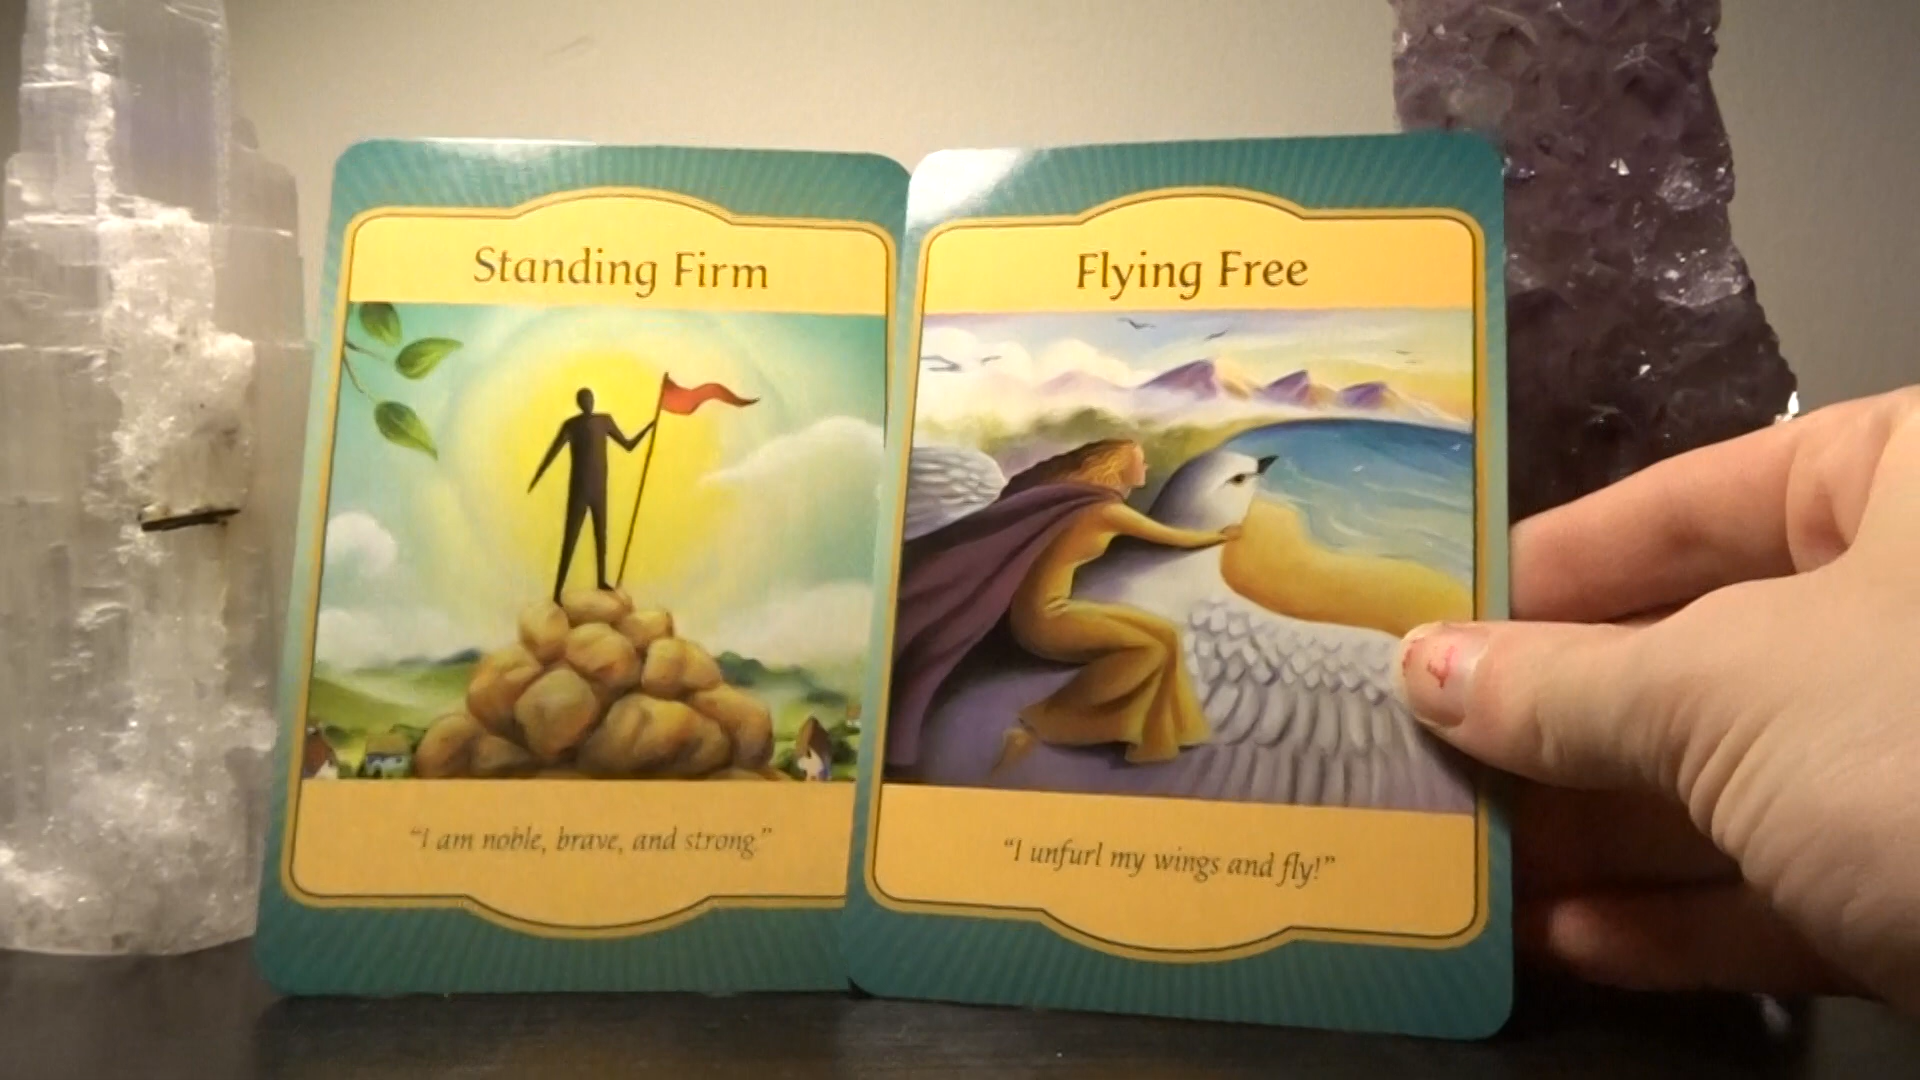 Standing Firm
"I am noble, brave, and strong."
Flying Free
"I unfurl my wings and fly!"